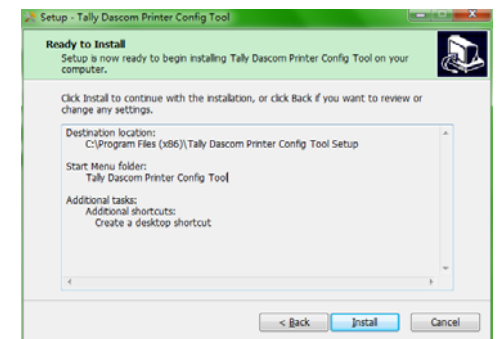 Setup - Tally Dascom Printer Config Tool
Ready to Install
Setup is now ready to begin installing Tally Dascom Printer Config Tool on your
computer.
Click Install to continue with the installation, or click Back if you want to review or
change any settings.
Destination location:
C:\Program Files (x86)\Tally Dascom Printer Config Tool Setup
Start Menu folder:
Tally Dascom Printer Config Tool
Additional tasks:
Additional shortcuts:
Create a desktop shortcut
< Back
Install
Cancel